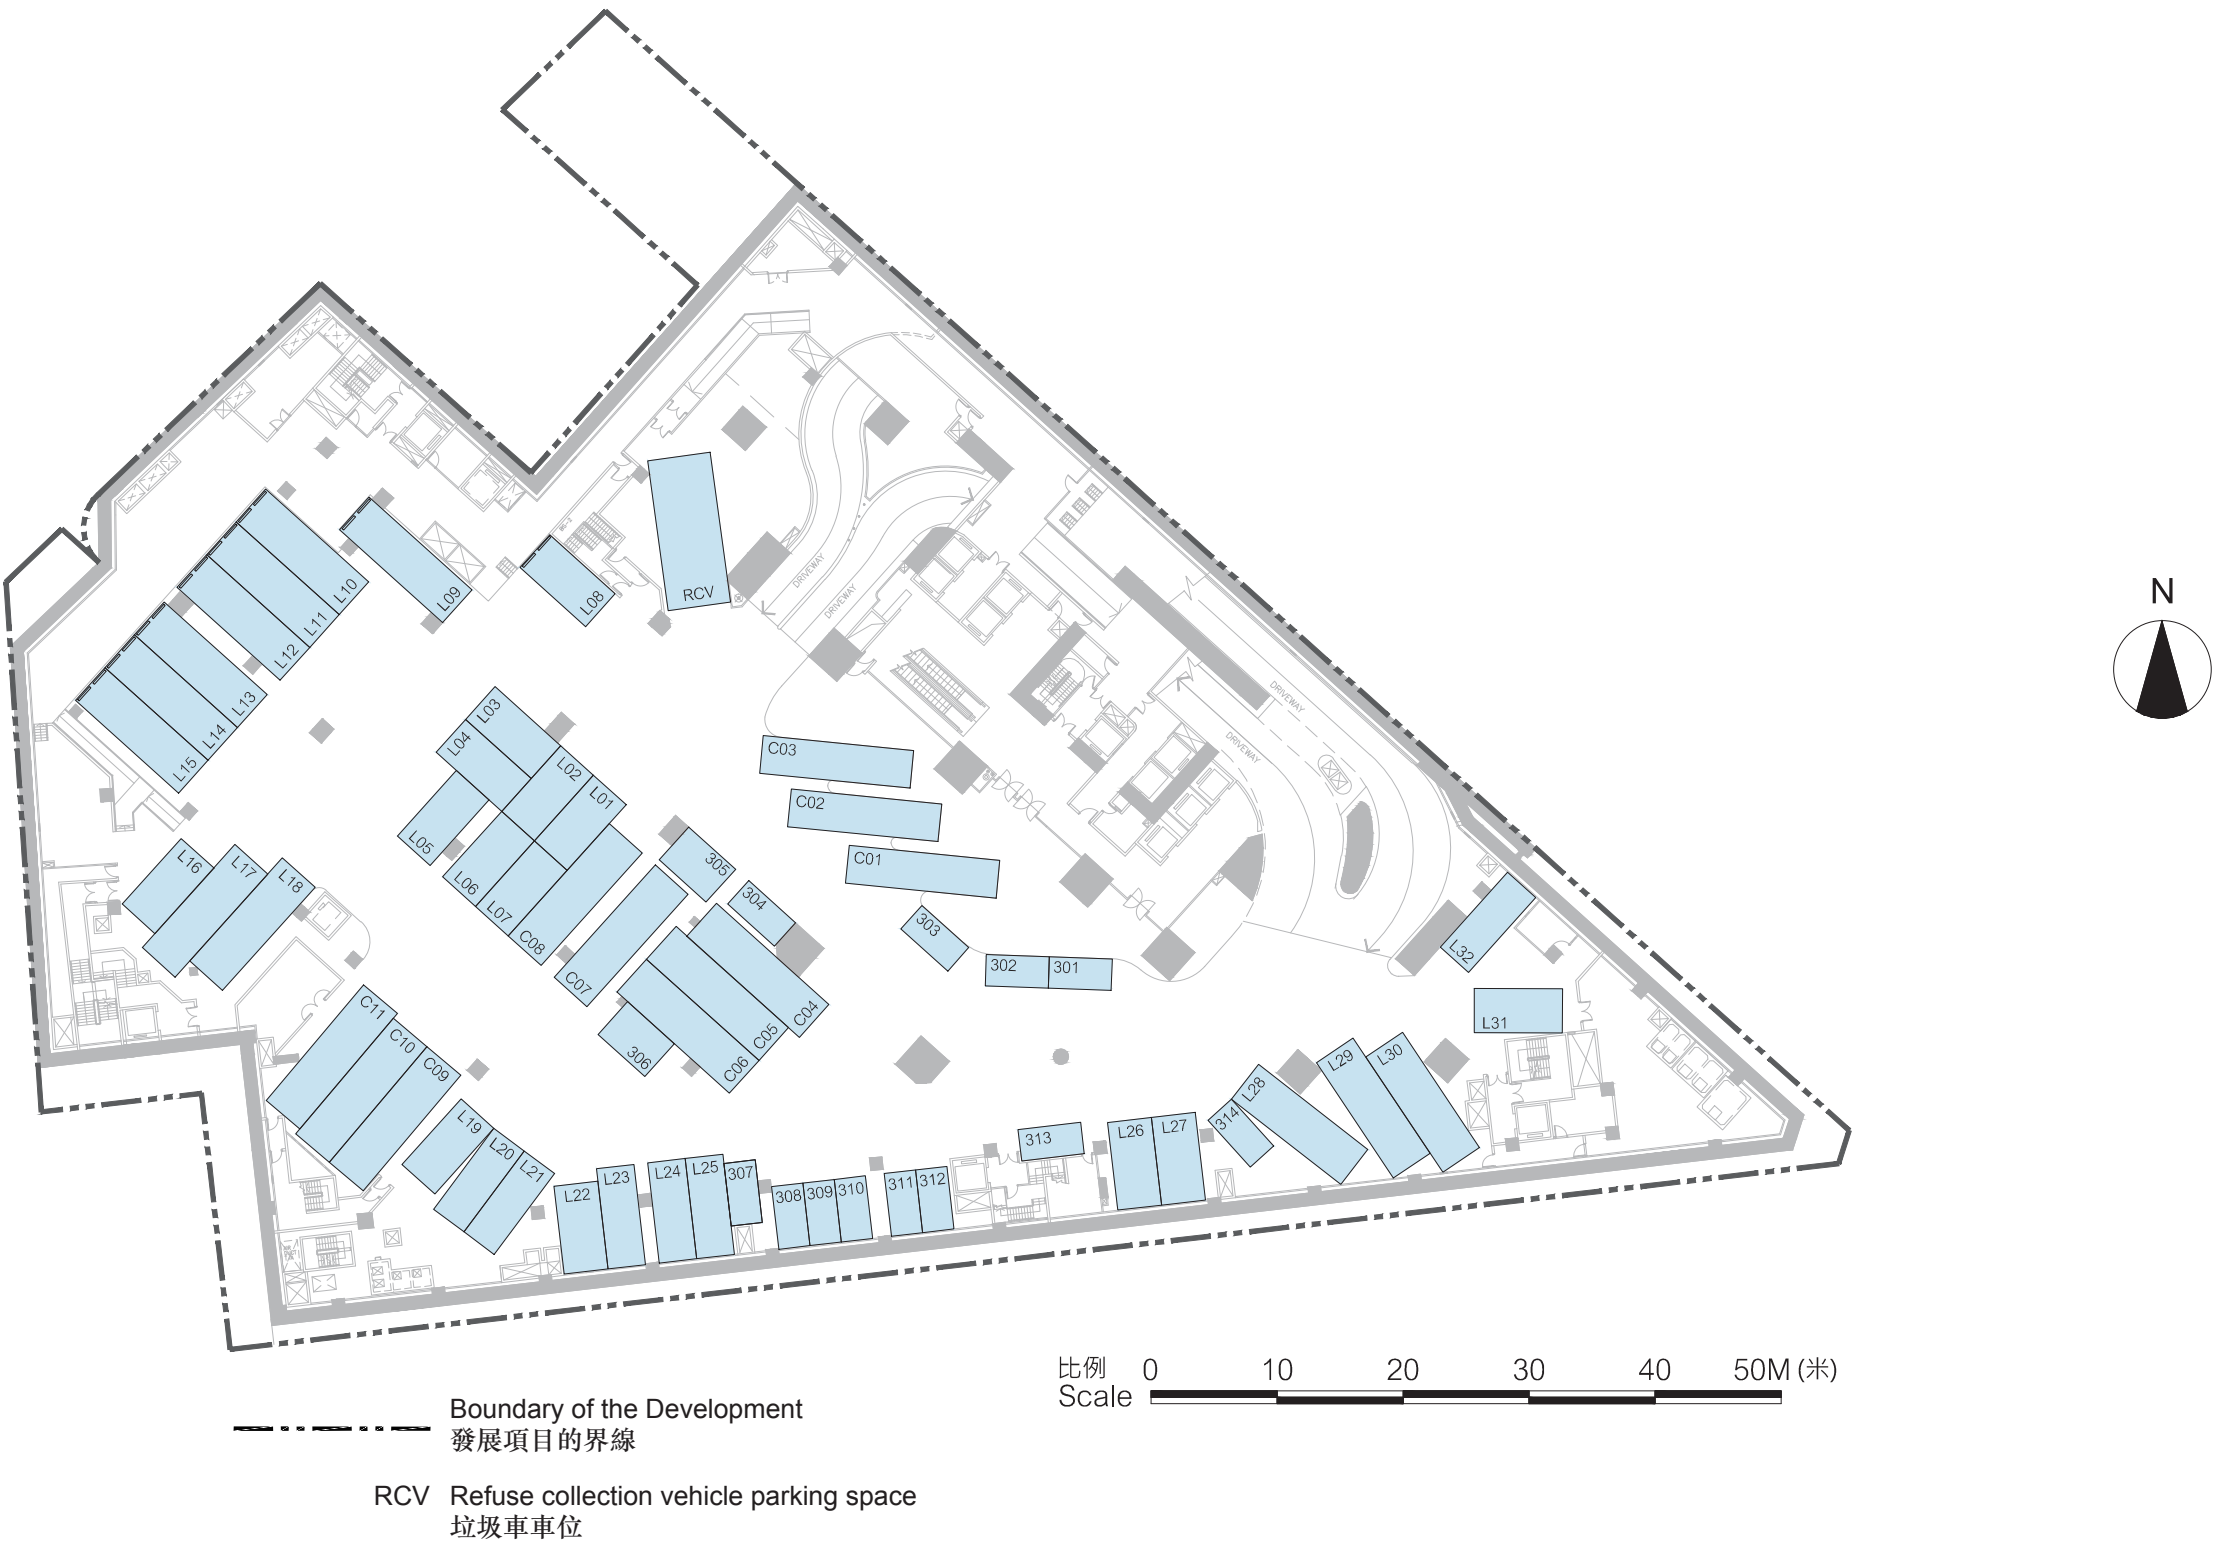 L10
L11
L12
L13
L14
L15
L09
L08
RCV
DRIVEWAY
DRIVEWAY
N
DRIVEWAY
DRIVEWAY
L03
L04
L02
L01
L05
L06
L07
C08
C07
305
304
C03
C02
C01
303
302
301
C04
C05
C06
306
L16
L17
L18
C11
C10
C09
L19
L20
L21
L22
L23
L24
L25
307
308
309
310
311
312
313
L26
L27
314
L28
L29
L30
L31
L32
比例 0 10 20 30 40 50M (米)
Scale
Boundary of the Development
發展項目的界線
RCV Refuse collection vehicle parking space
垃圾車車位